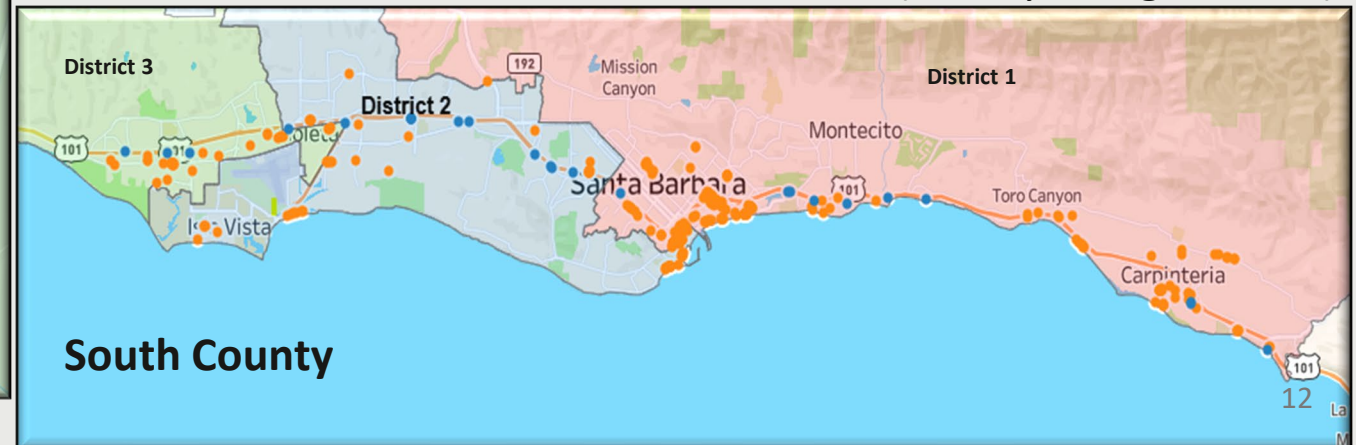 District 3
192
Mission
Canyon
District 1
District 2
101
101
Montecito
Santa Barbara
101
Toro Canyon
Isla Vista
Carpinteria
South County
101
12
La